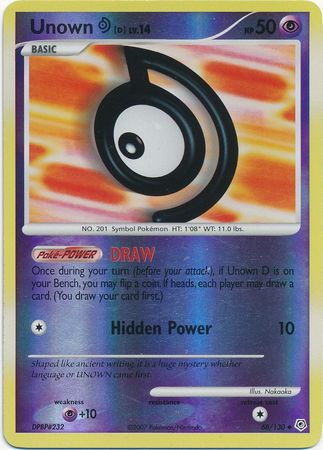 Unown D [D] LV.14 HP 50
BASIC
NO. 201 Symbol Pokémon HT: 1'08" WT: 11.0 lbs.
Poké-POWER DRAW
Once during your turn (before your attack), if Unown D is
on your Bench, you may flip a coin. If heads, each player may draw
a card. (You draw your card first.)
Hidden Power 10
shaped like ancient writing, it is a huge mystery whether
language or UNOWN came first.
Illus. Nakaoka
weakness resistance retreat cost
+10
DPBP#232 ©2007 Pokémon/Nintendo 68/130